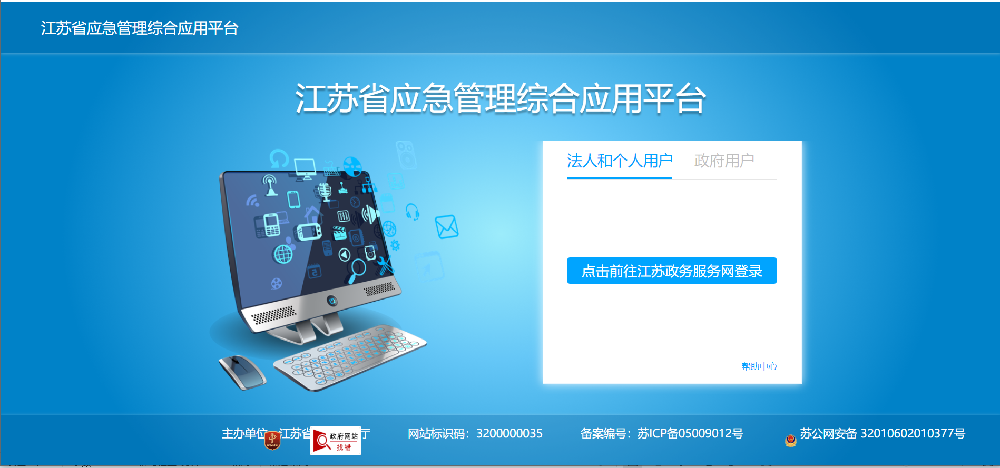 江苏省应急管理综合应用平台
江苏省应急管理综合应用平台
法人和个人用户 政府用户
点击前往江苏政务服务网登录
帮助中心
主办单位 江苏省 厅 网站标识码：3200000035 备案编号：苏ICP备05009012号 苏公网安备 32010602010377号
政府网站
找错